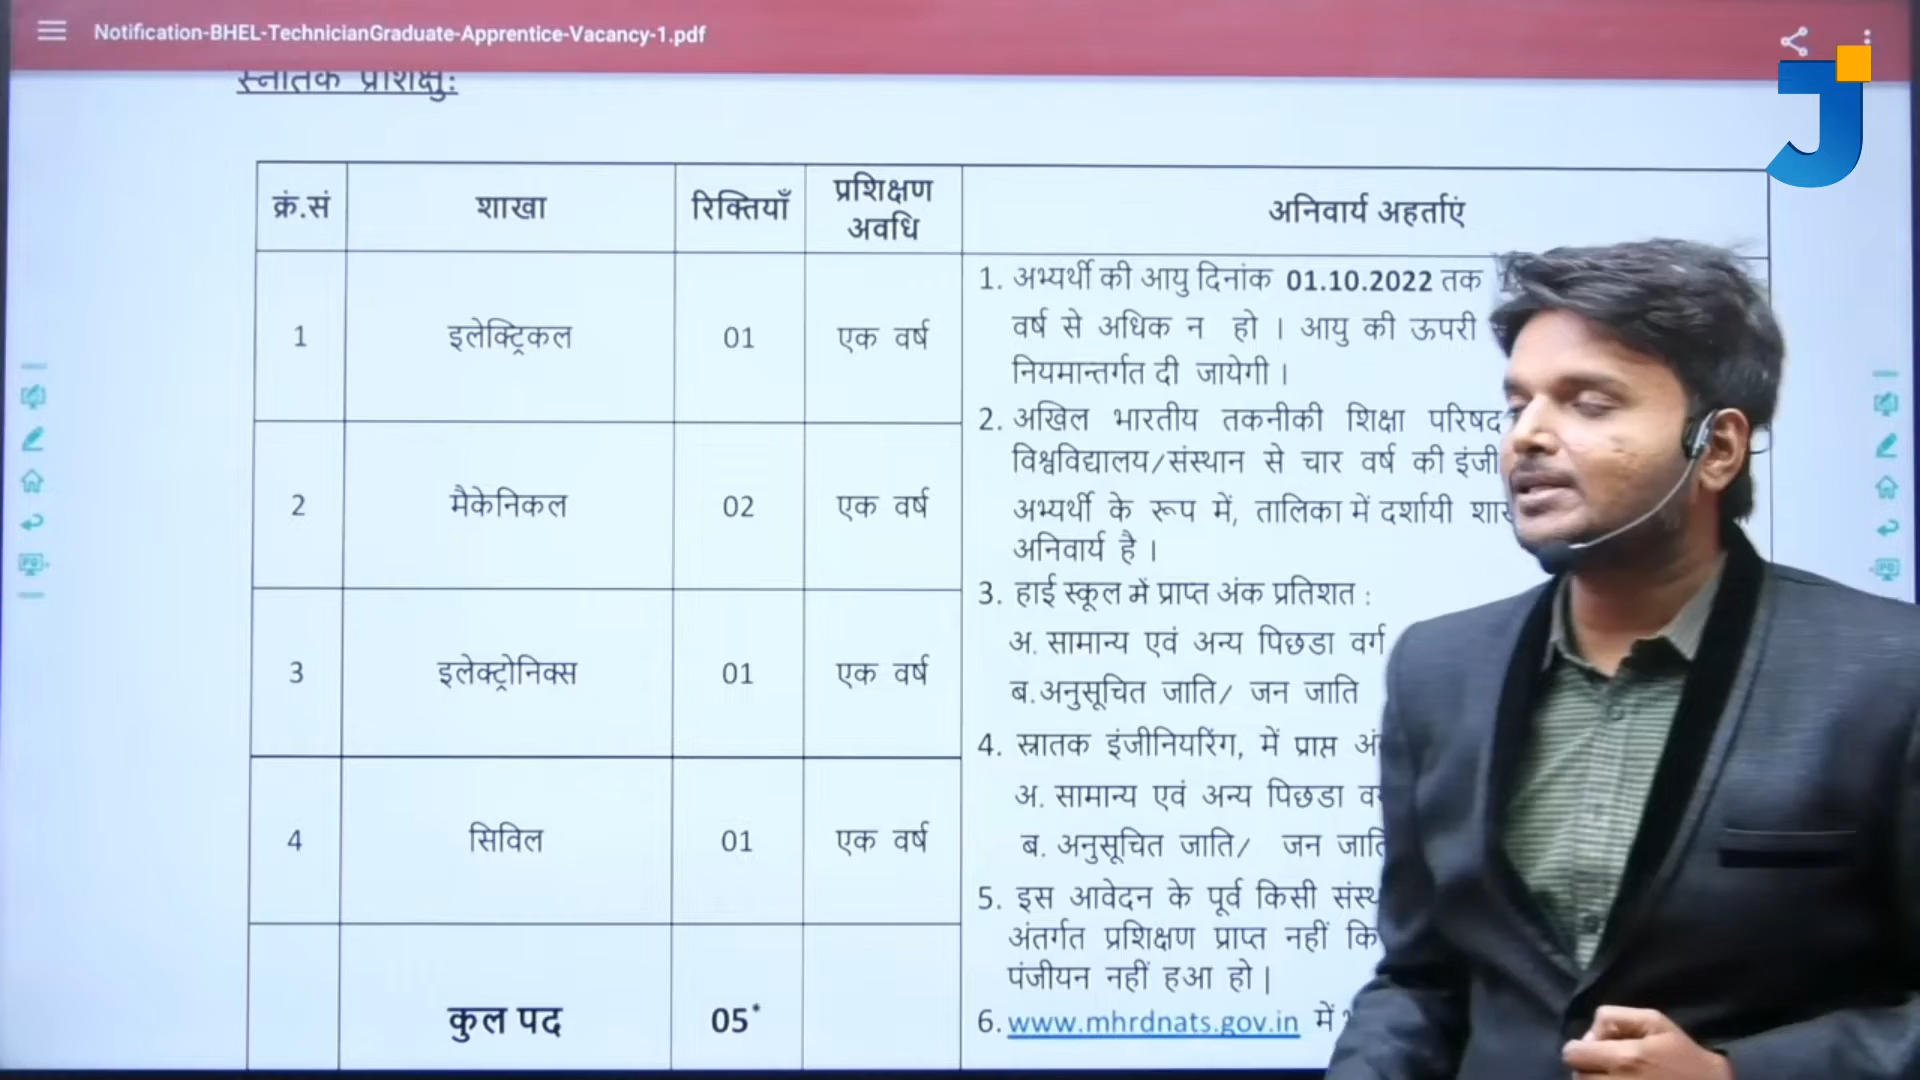 Notification-BHEL-TechnicianGraduate-Apprentice-Vacancy-1.pdf
स्नातक प्रशिक्षु:
क्रं.सं
शाखा
रिक्तियाँ
प्रशिक्षण
अवधि
अनिवार्य अहर्ताएं
1
इलेक्ट्रिकल
01
एक वर्ष
2
मैकेनिकल
02
एक वर्ष
3
इलेक्ट्रोनिक्स
01
एक वर्ष
4
सिविल
01
एक वर्ष
कुल पद
05*
1. अभ्यर्थी की आयु दिनांक 01.10.2022 तक
वर्ष से अधिक न हो । आयु की ऊपरी
नियमान्तर्गत दी जायेगी ।
2. अखिल भारतीय तकनीकी शिक्षा परिषद
विश्वविद्यालय/संस्थान से चार वर्ष की
अभ्यर्थी के रूप में, तालिका में दर्शायी
अनिवार्य है ।
3. हाई स्कूल में प्राप्त अंक प्रतिशत :
अ. सामान्य एवं अन्य पिछडा वर्ग
ब.अनुसूचित जाति/ जन जाति
4. स्नातक इंजीनियरिंग, में प्राप्त
अ. सामान्य एवं अन्य पिछडा
ब. अनुसूचित जाति/ जन
5. इस आवेदन के पूर्व किसी
अंतर्गत प्रशिक्षण प्राप्त नहीं
पंजीयन नहीं हआ हो |
6. www.mhrdnats.gov.in में
J